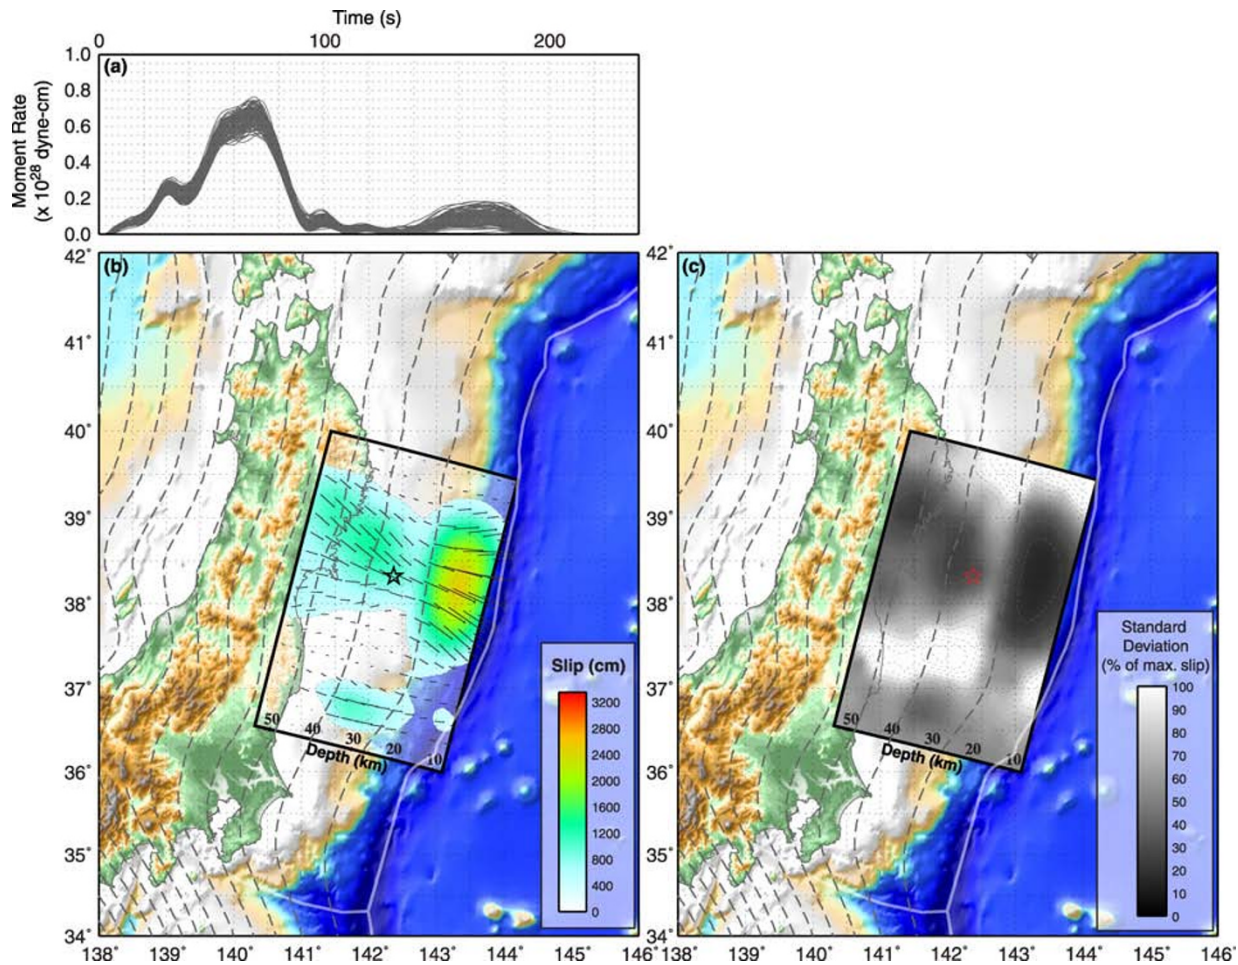 Time (s)
0 100 200
(a)
1.0
0.8
0.6
0.4
0.2
0.0
Moment Rate
(x 10²⁸ dyne-cm)
(b)
42˚
41˚
40˚
39˚
38˚
37˚
36˚
35˚
34˚
50 40 30 20 10
Depth (km)
Slip (cm)
3200
2800
2400
2000
1600
1200
800
400
0
138 139 140 141 142 143 144 145 146˚
(c)
42˚
41˚
40˚
39˚
38˚
37˚
36˚
35˚
34˚
50 40 30 20 10
Depth (km)
Standard
Deviation
(% of max. slip)
100
90
80
70
60
50
40
30
20
10
0
138 139 140 141 142 143 144 145 146˚